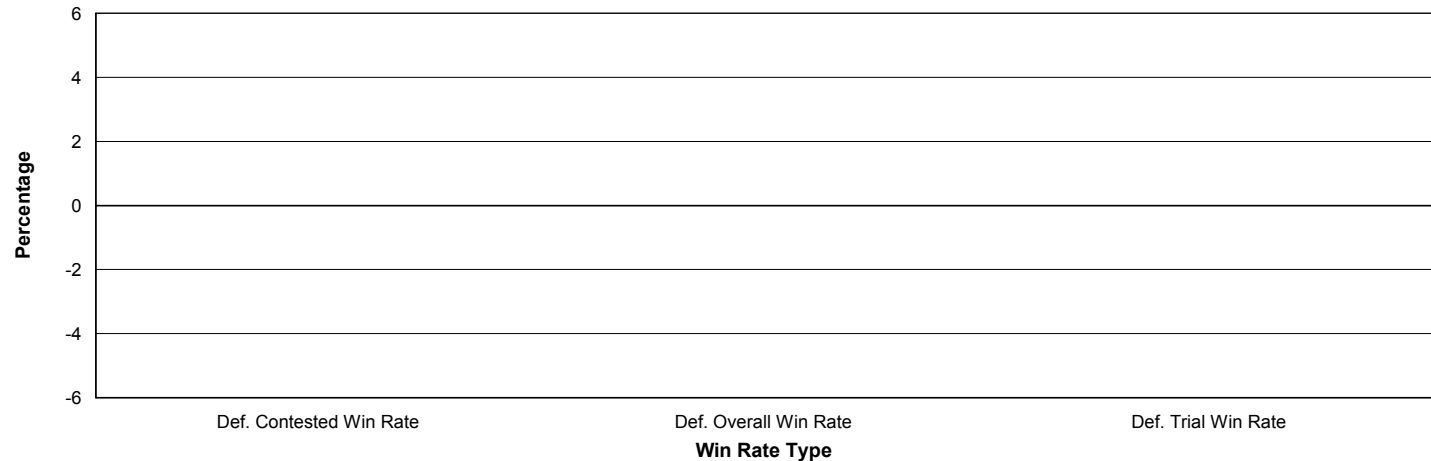 Percentage
6
4
2
0
-2
-4
-6
Def. Contested Win Rate
Def. Overall Win Rate
Def. Trial Win Rate
Win Rate Type